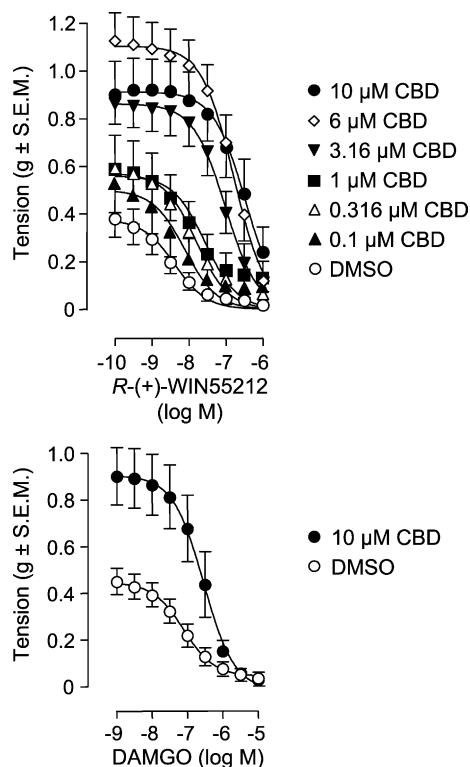 Tension (g ± S.E.M.)
1.2
1.0
0.8
0.6
0.4
0.2
0
-10 -9 -8 -7 -6
R-(+)-WIN55212
(log M)
10 µM CBD
6 µM CBD
3.16 µM CBD
1 µM CBD
0.316 µM CBD
0.1 µM CBD
DMSO
Tension (g ± S.E.M.)
1.0
0.8
0.6
0.4
0.2
0
-9 -8 -7 -6 -5
DAMGO (log M)
10 µM CBD
DMSO